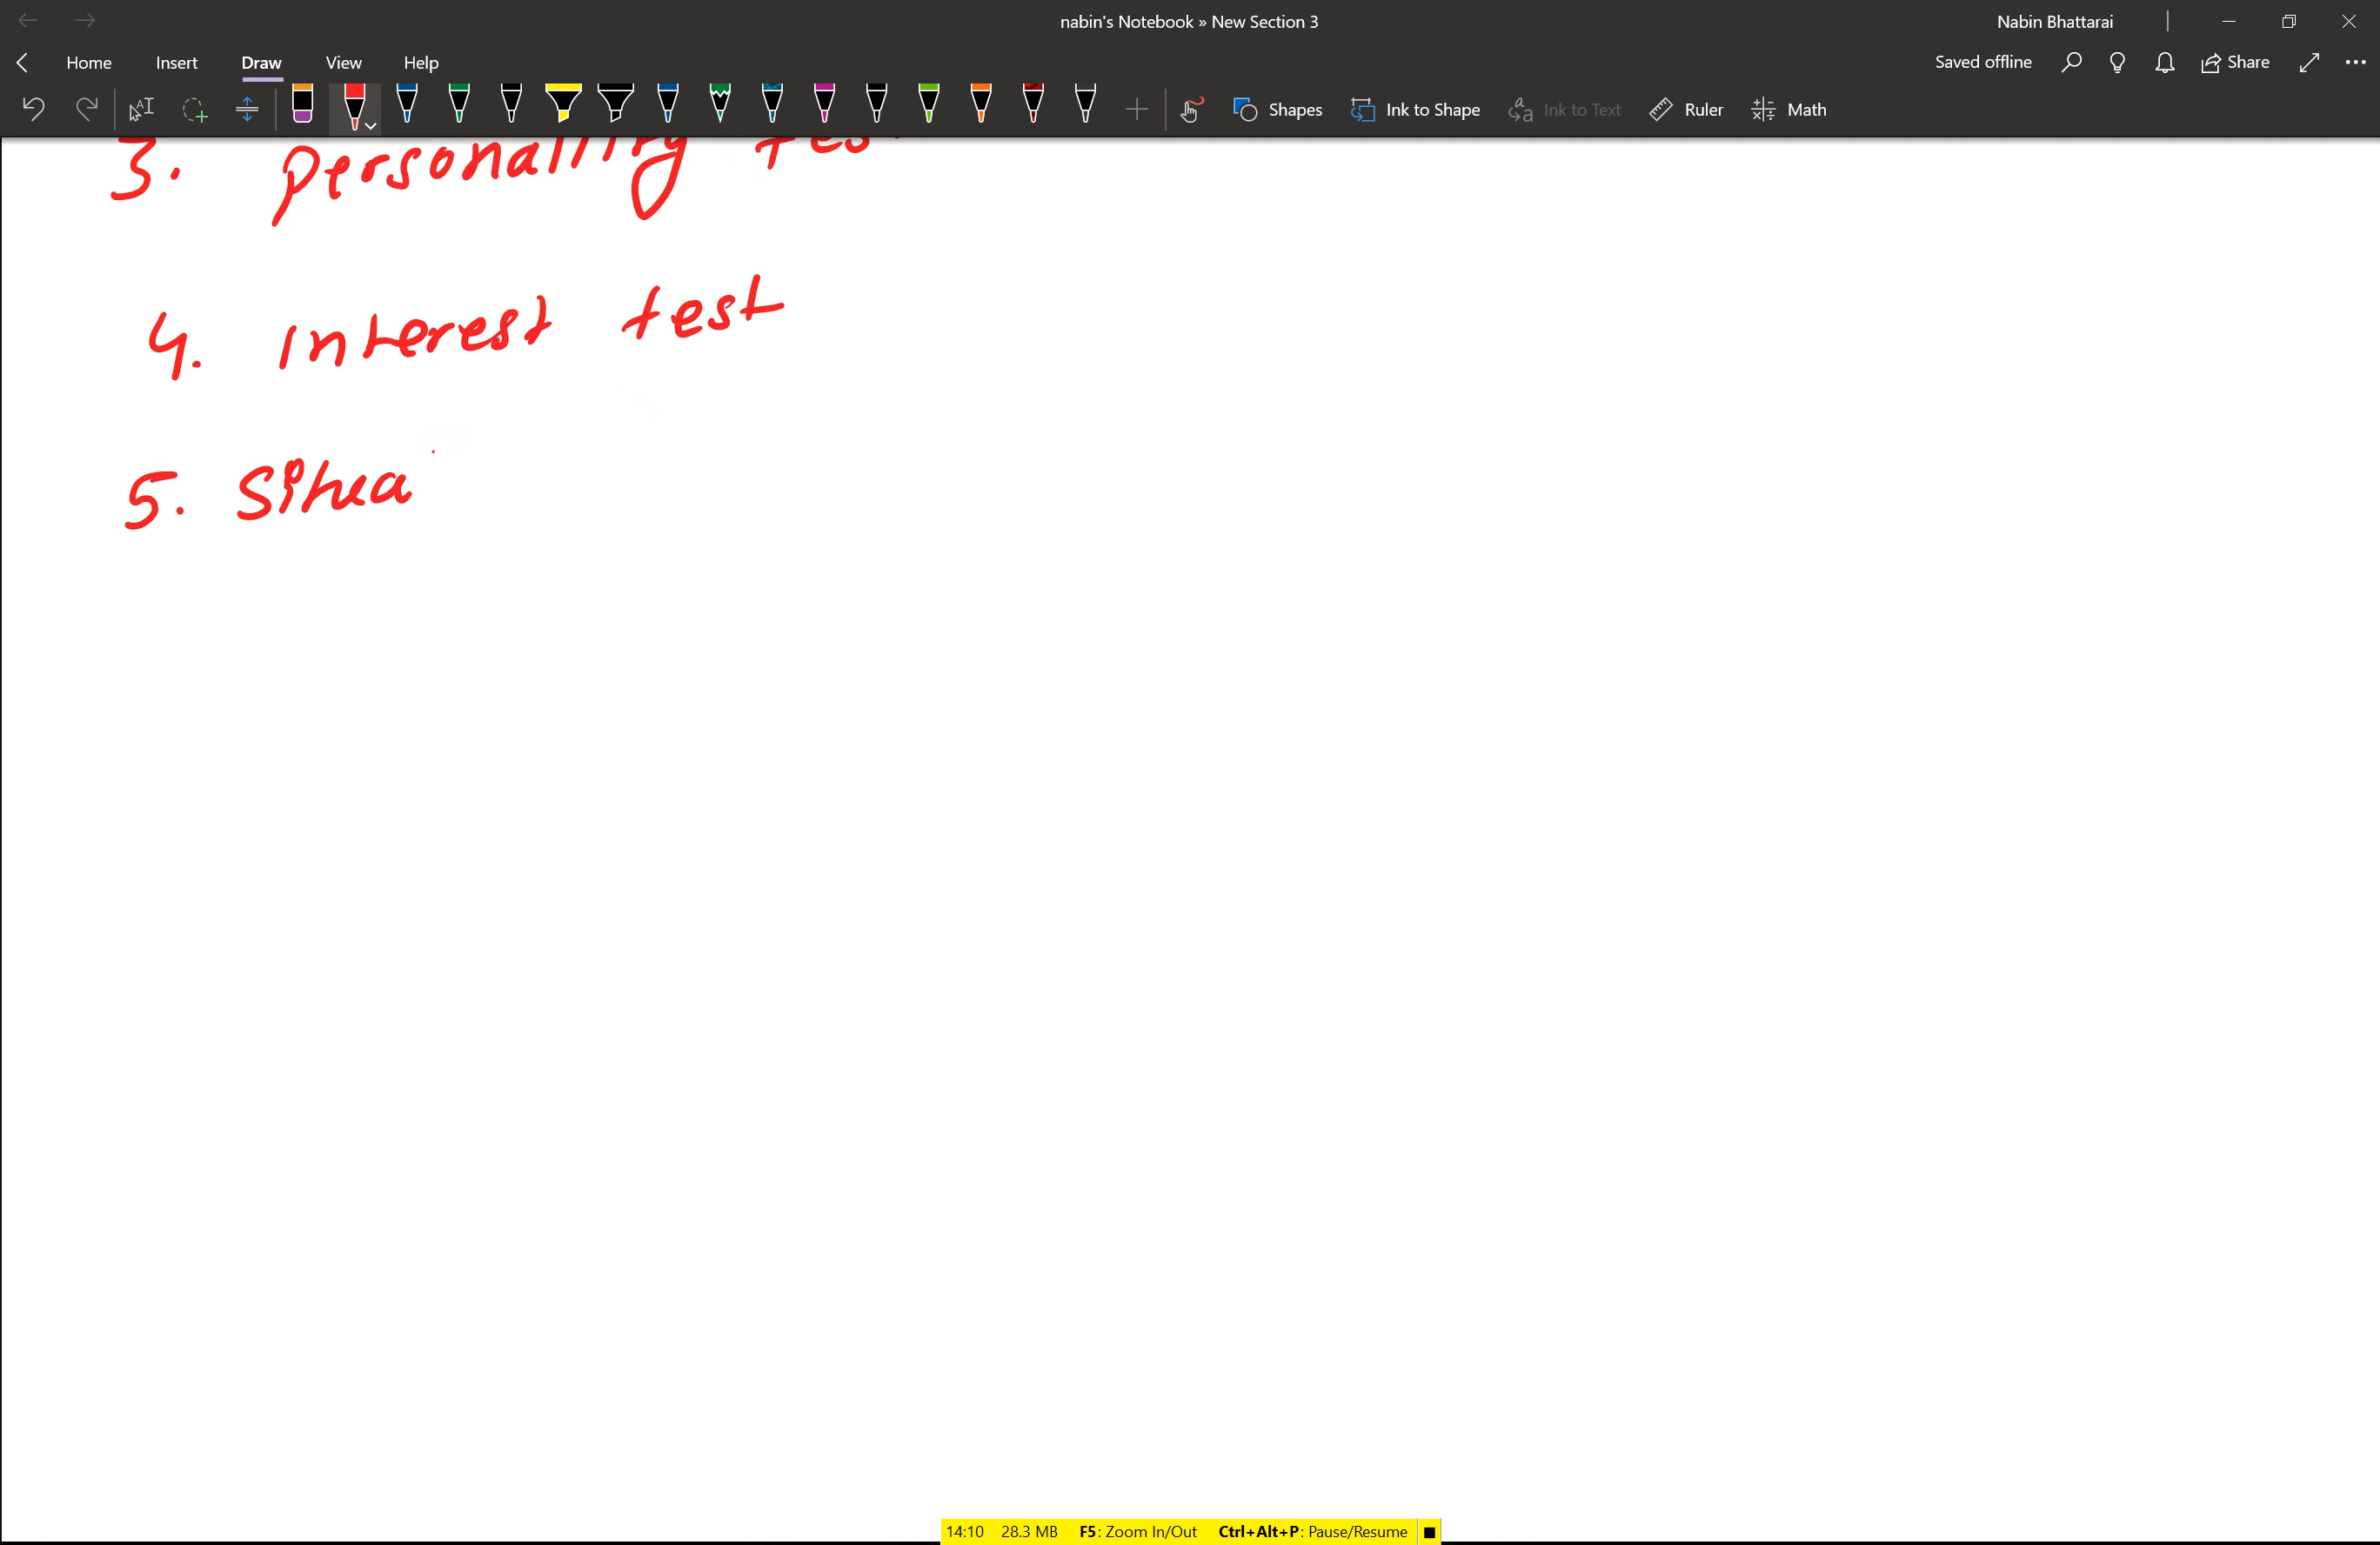 nabin's Notebook » New Section 3
Nabin Bhattarai
Home Insert Draw View Help
Saved offline
Share
Shapes Ink to Shape Ink to Text Ruler Math
3. personality tes
4. interest test
5. Situa
14:10 28.3 MB F5: Zoom In/Out Ctrl+Alt+P: Pause/Resume